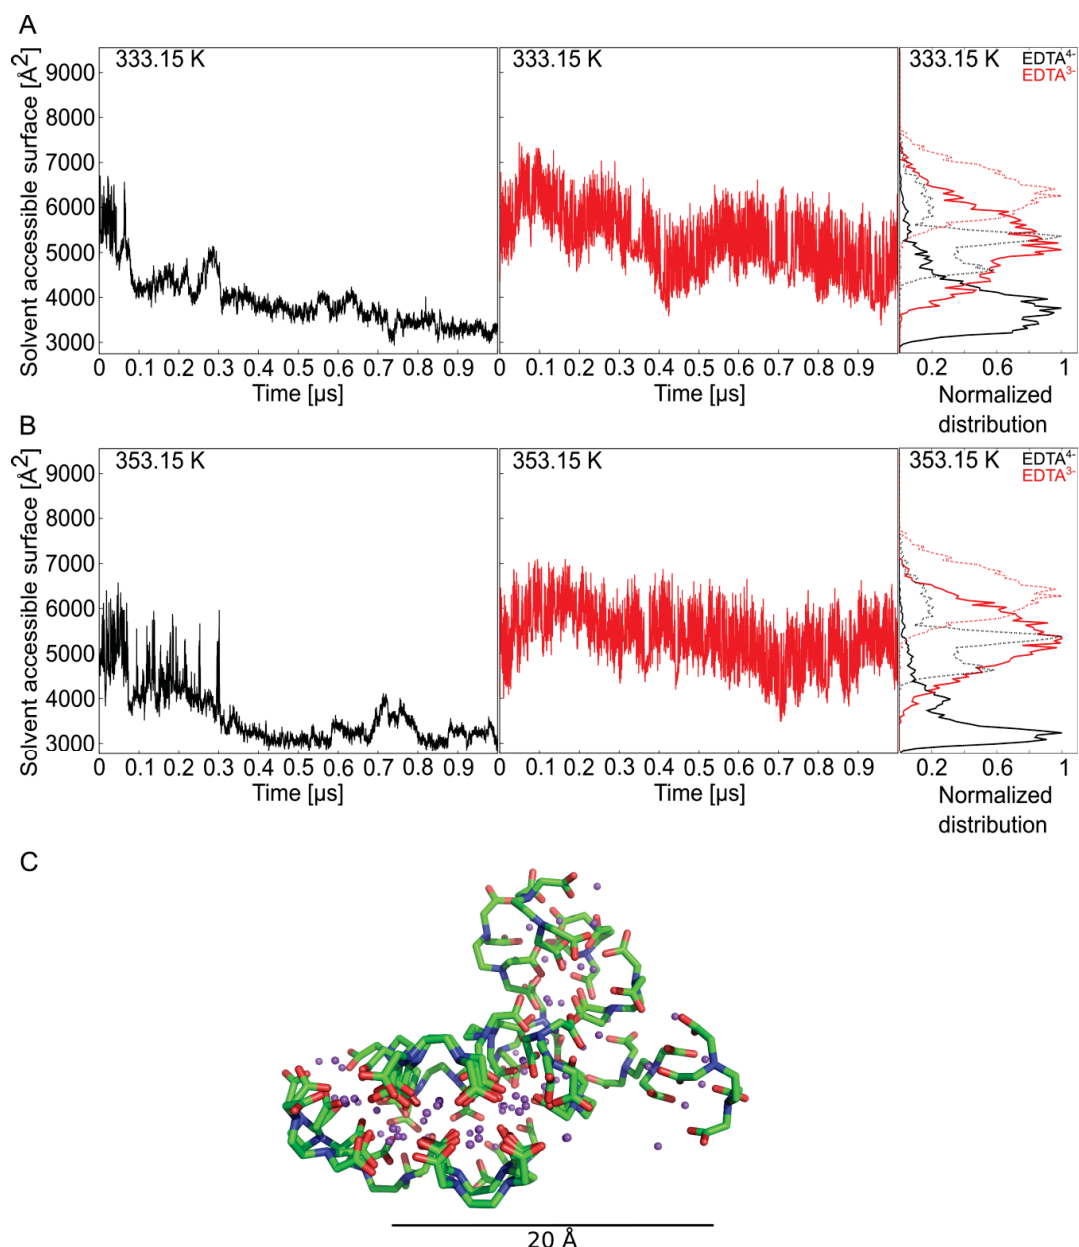 A
Solvent accessible surface [Å²]
333.15 K
333.15 K
333.15 K
EDTA⁴⁻
EDTA³⁻
9000
8000
7000
6000
5000
4000
3000
0 0.1 0.2 0.3 0.4 0.5 0.6 0.7 0.8 0.9
0.1 0.2 0.3 0.4 0.5 0.6 0.7 0.8 0.9
0.2 0.6 1
Time [µs]
Time [µs]
Normalized
distribution
B
Solvent accessible surface [Å²]
353.15 K
353.15 K
353.15 K
EDTA⁴⁻
EDTA³⁻
9000
8000
7000
6000
5000
4000
3000
0 0.1 0.2 0.3 0.4 0.5 0.6 0.7 0.8 0.9
0 0.1 0.2 0.3 0.4 0.5 0.6 0.7 0.8 0.9
0.2 0.6 1
Time [µs]
Time [µs]
Normalized
distribution
C
20 Å